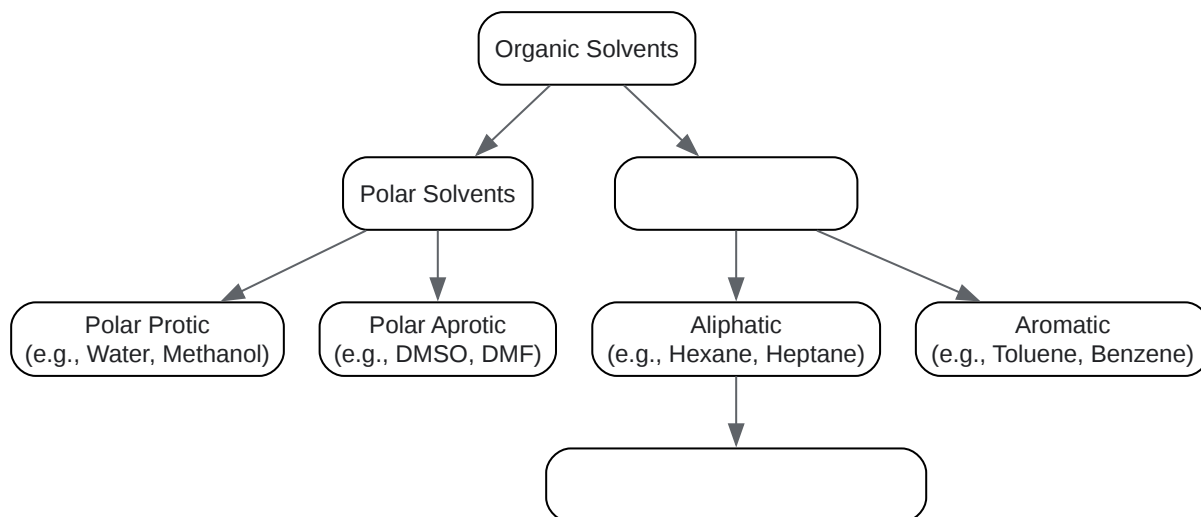 Organic Solvents
Polar Solvents
Polar Protic
(e.g., Water, Methanol)
Polar Aprotic
(e.g., DMSO, DMF)
Aliphatic
(e.g., Hexane, Heptane)
Aromatic
(e.g., Toluene, Benzene)